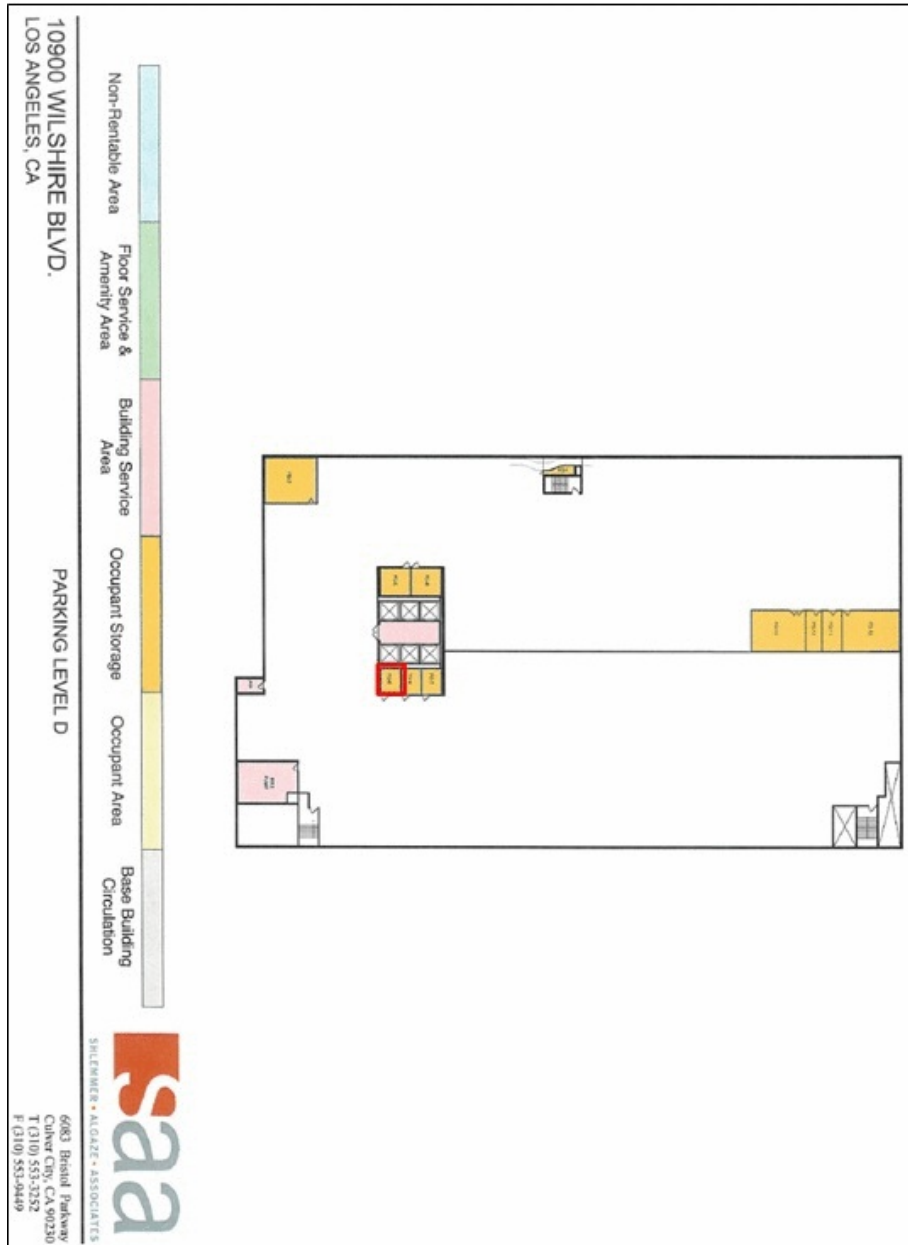 10900 WILSHIRE BLVD.
LOS ANGELES, CA
PARKING LEVEL D
Non-Rentable Area
Floor Service &
Amenity Area
Building Service
Area
Occupant Storage
Occupant Area
Base Building
Circulation
saa
SHLEMMER • ALGAZE • ASSOCIATES
6083 Bristol Parkway
Culver City, CA 90230
T (310) 553-3252
F (310) 553-9449